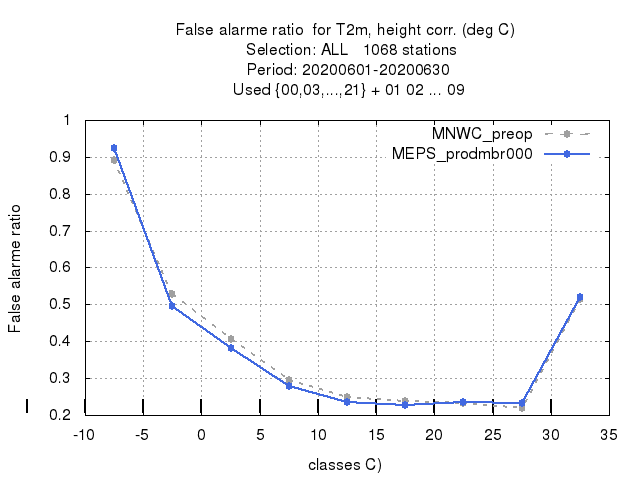 False alarme ratio  for T2m, height corr. (deg C)
Selection: ALL   1068 stations
Period: 20200601-20200630
Used {00,03,...,21} + 01 02 ... 09
MNWC_preop
MEPS_prodmbr000
False alarme ratio
1
0.9
0.8
0.7
0.6
0.5
0.4
0.3
0.2
-10 -5 0 5 10 15 20 25 30 35
classes C)